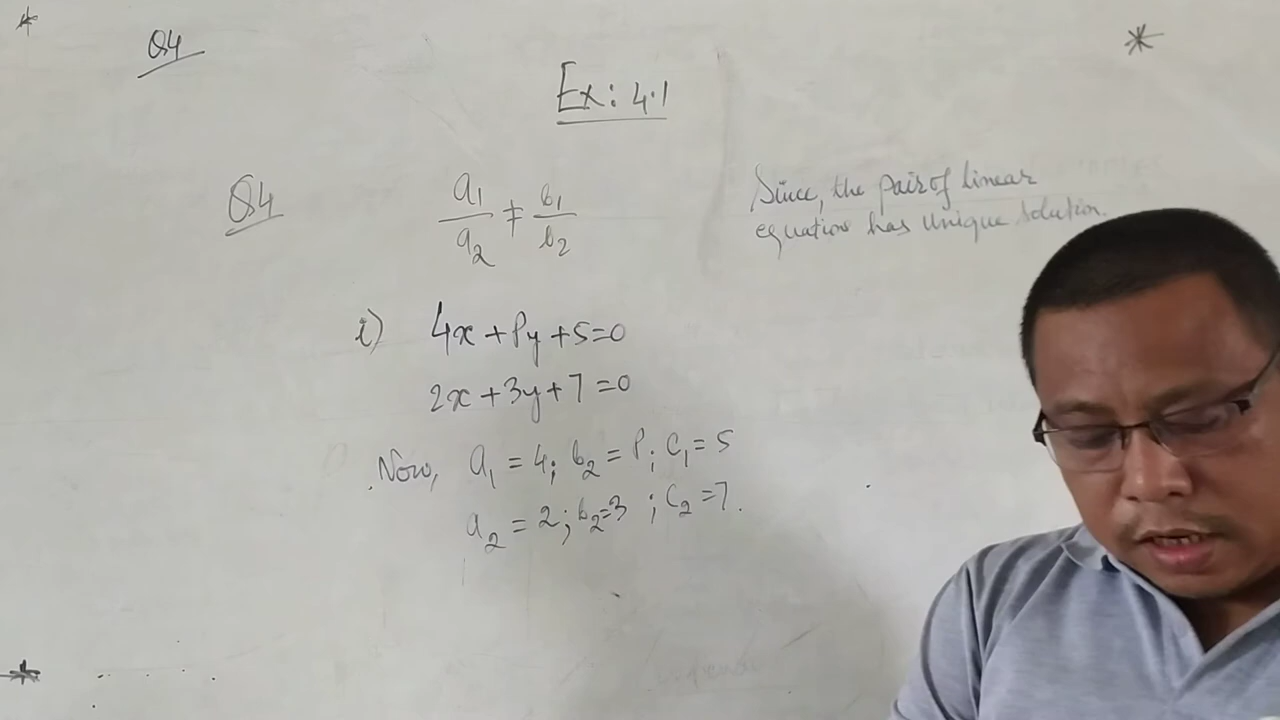 Q4
Ex: 4.1
Q4 a₁/a₂ ≠ b₁/b₂
Since, the pair of linear
equation has unique solution.
i) 4x + py + 5 = 0
2x + 3y + 7 = 0
Now, a₁ = 4; b₂ = p; c₁ = 5
a₂ = 2; b₂ = 3; c₂ = 7.